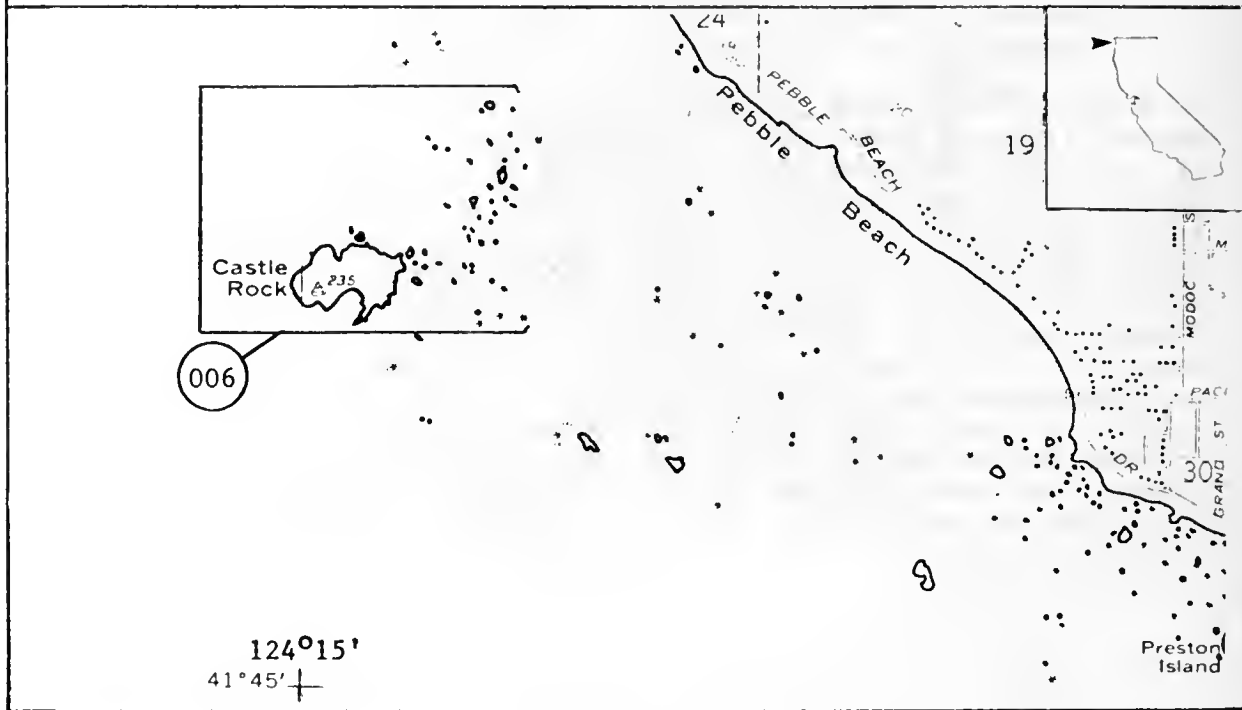 24
19
PEBBLE BEACH
Pebble Beach
Castle
Rock
235
006
MODOC
S
M
PACI
GRAND ST
DR
30
Preston
Island
124°15'
41°45'